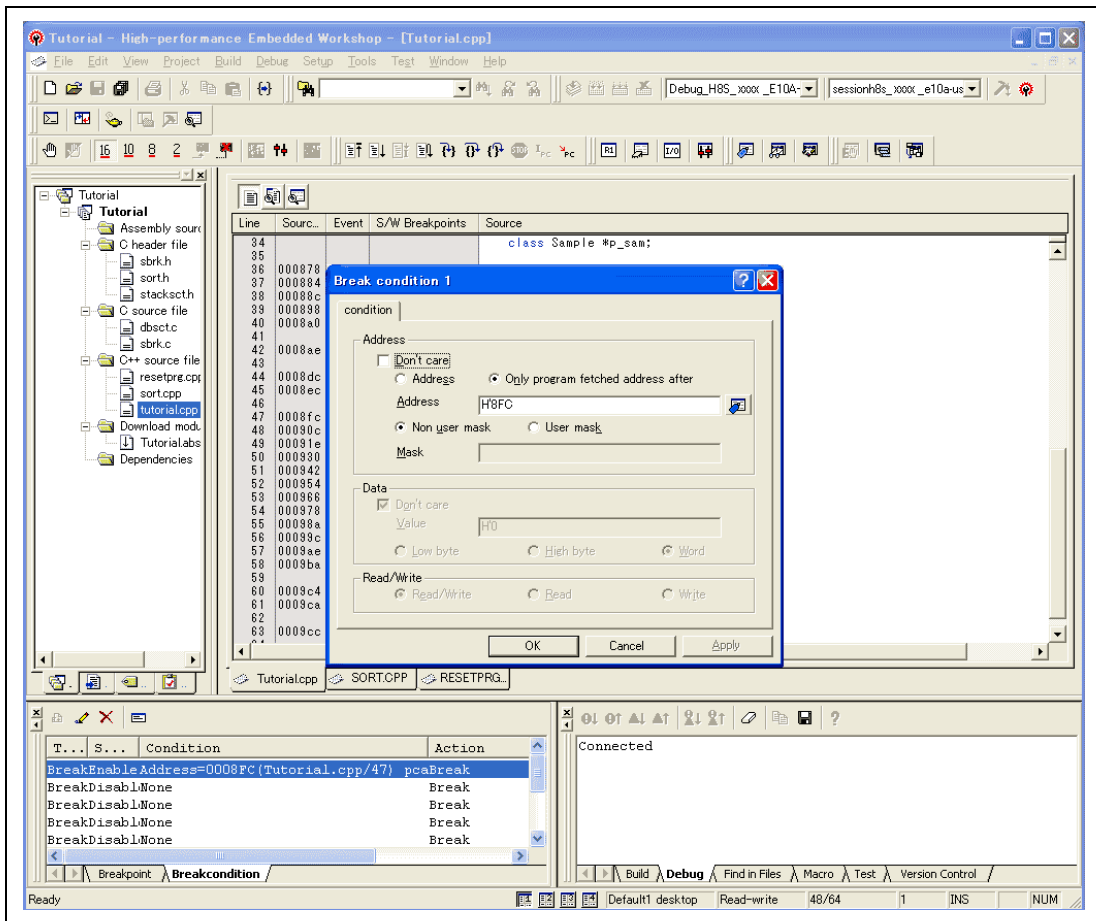 Tutorial - High-performance Embedded Workshop - [Tutorial.cpp]
File Edit View Project Build Debug Setup Tools Test Window Help
Debug_H8S_xxxx _E10A- sessionh8s_xxxx _e10a-us
16 10 8 2
Tutorial
Tutorial
Assembly sourc
C header file
sbrk.h
sort.h
stacksct.h
C source file
dbsct.c
sbrk.c
C++ source file
resetprg.cpp
sort.cpp
tutorial.cpp
Download modu
Tutorial.abs
Dependencies
Line Sourc... Event S/W Breakpoints Source
34 class Sample *p_sam;
35
36 000878
37 000884
38 00088c
39 000898
40 0008a0
41
42 0008ae
43
44 0008dc
45 0008ec
46
47 0008fc
48 00090c
49 00091e
50 000930
51 000942
52 000954
53 000966
54 000978
55 00098a
56 00099c
57 0009ae
58 0009ba
59
60 0009c4
61 0009ca
62
63 0009cc
Break condition 1
condition
Address
Don't care
Address Only program fetched address after
Address H'8FC
Non user mask User mask
Mask
Data
Don't care
Value H'0
Low byte High byte Word
Read/Write
Read/Write Read Write
OK Cancel Apply
Tutorial.cpp SORT.CPP RESETPRG...
T... S... Condition Action
BreakEnable Address=0008FC(Tutorial.cpp/47) pcaBreak
BreakDisabl None Break
BreakDisabl None Break
BreakDisabl None Break
BreakDisabl None Break
Breakpoint Breakcondition
Connected
Build Debug Find in Files Macro Test Version Control
Ready Default1 desktop Read-write 48/64 1 INS NUM